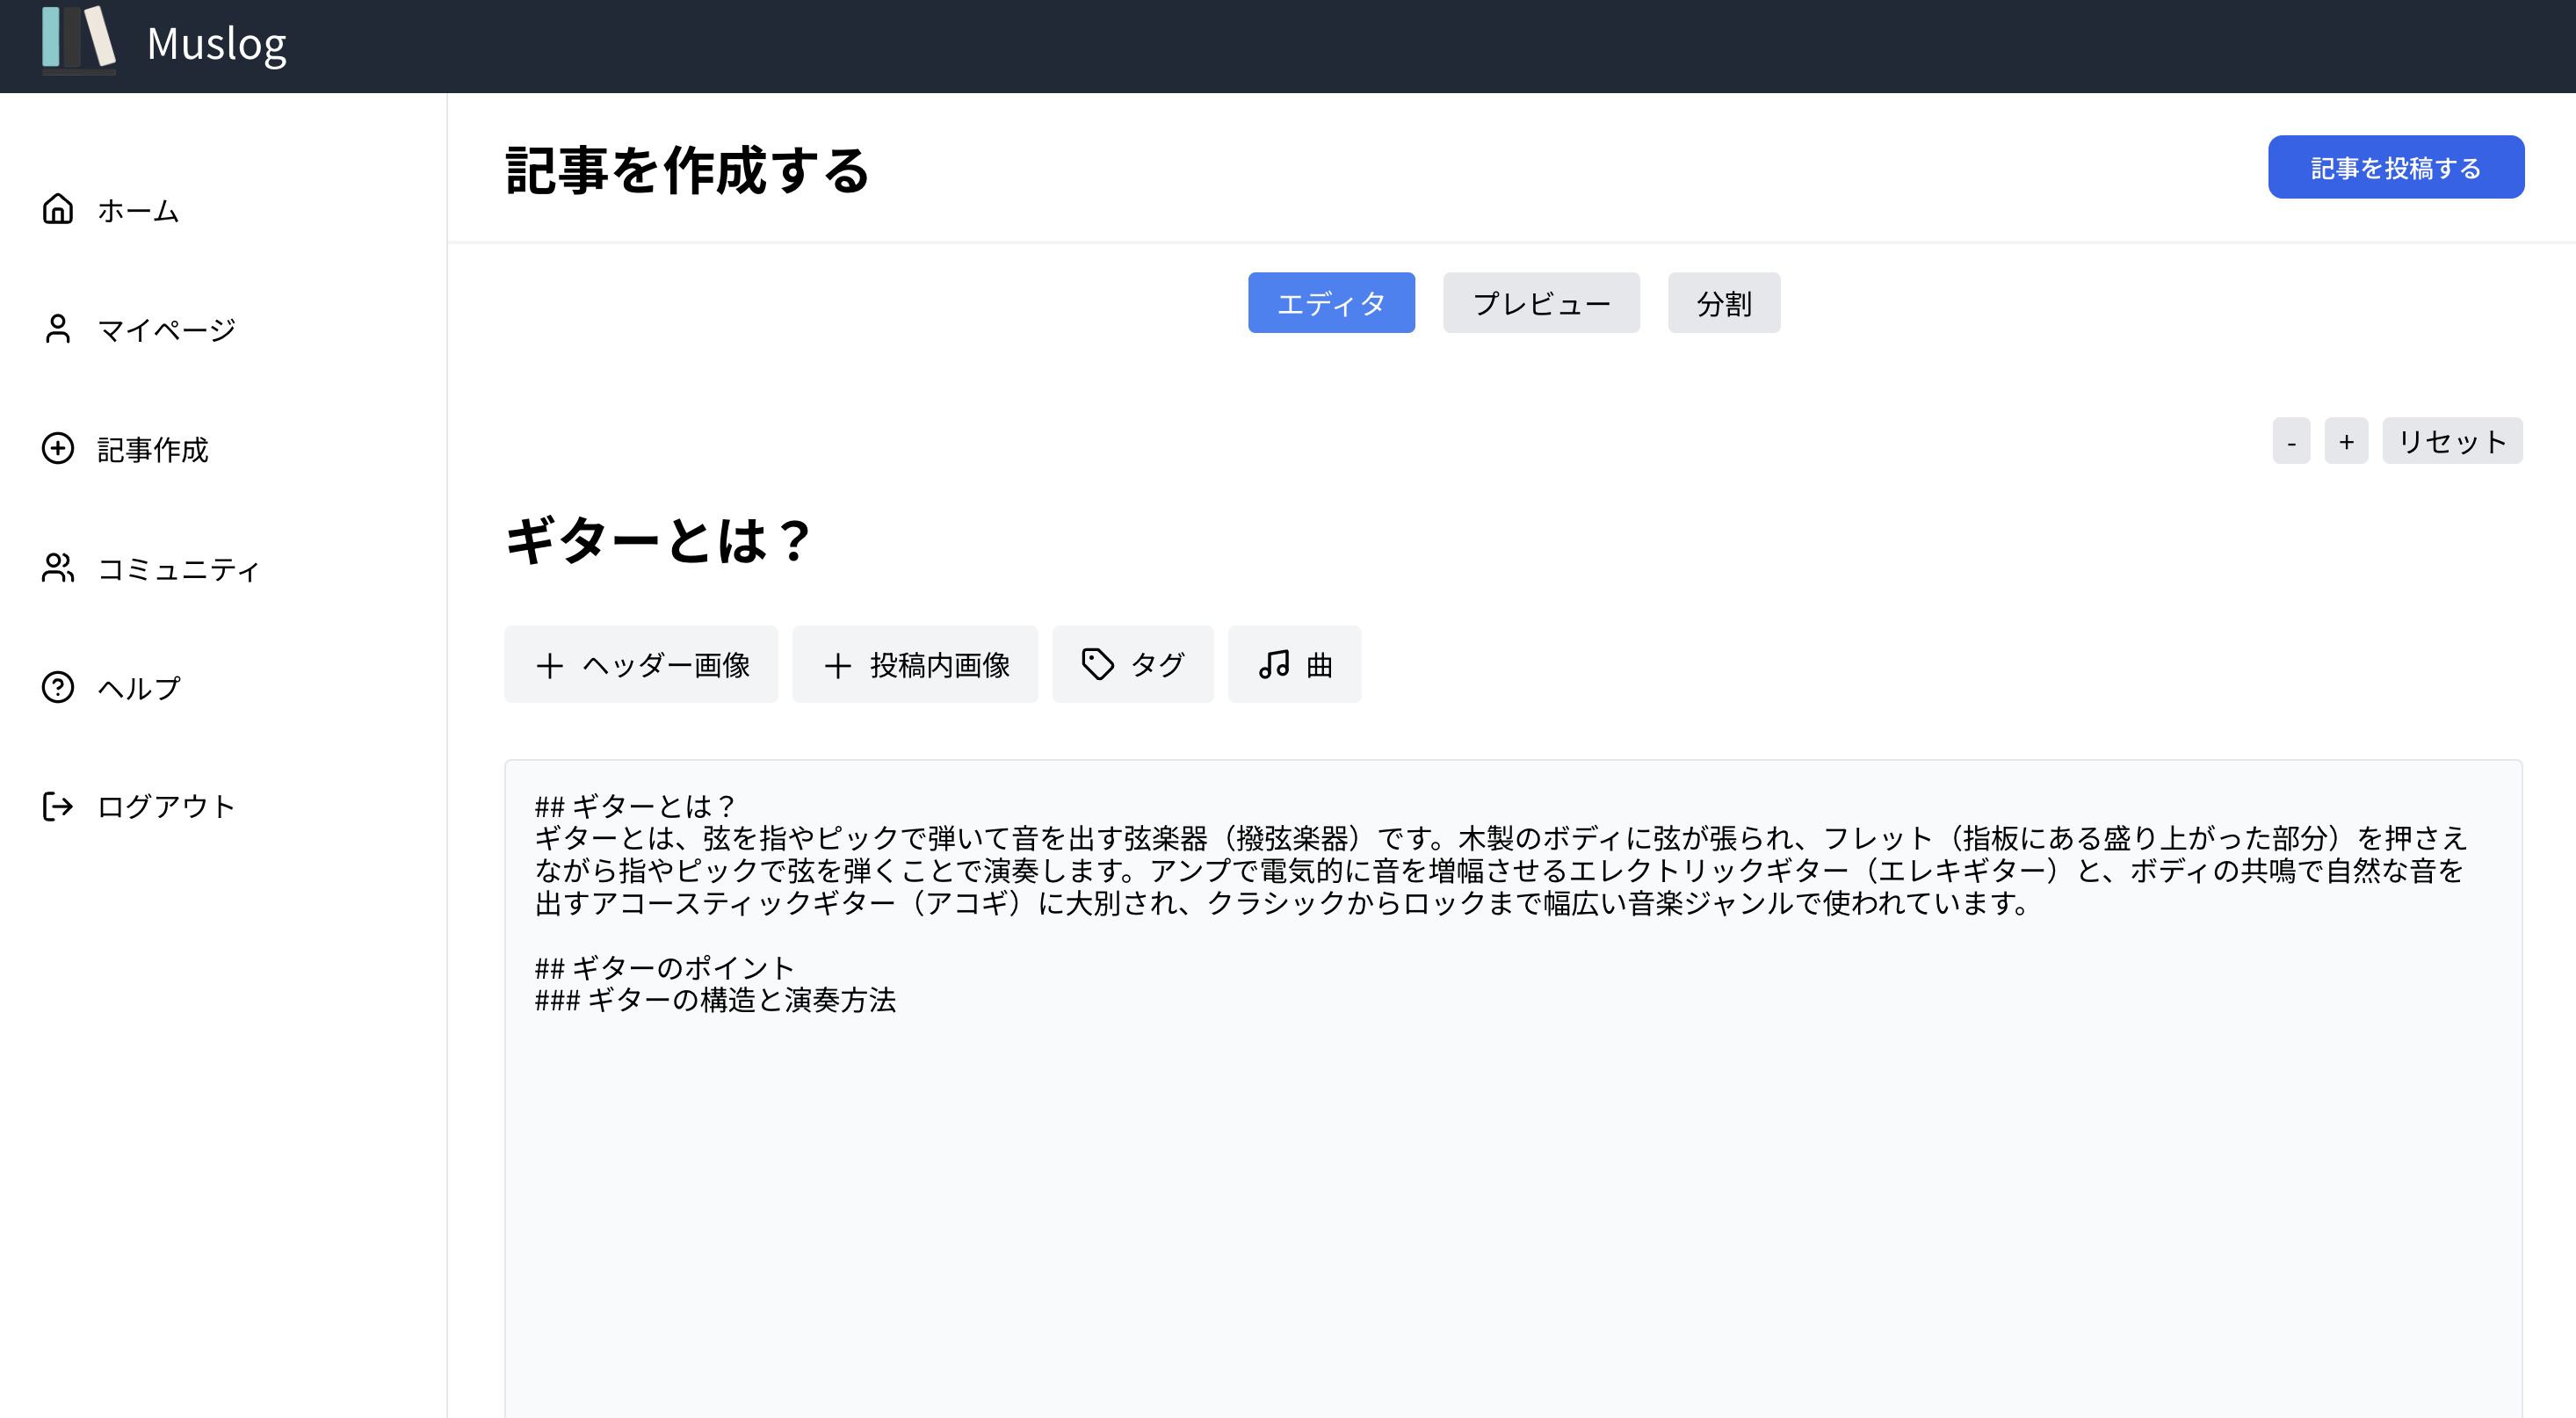 Muslog
ホーム
マイページ
記事作成
コミュニティ
ヘルプ
ログアウト
記事を作成する
記事を投稿する
エディタ
プレビュー
分割
-
+
リセット
ギターとは？
＋ ヘッダー画像
＋ 投稿内画像
タグ
曲
## ギターとは？
ギターとは、弦を指やピックで弾いて音を出す弦楽器（撥弦楽器）です。木製のボディに弦が張られ、フレット（指板にある盛り上がった部分）を押さえ
ながら指やピックで弦を弾くことで演奏します。アンプで電気的に音を増幅させるエレクトリックギター（エレキギター）と、ボディの共鳴で自然な音を
出すアコースティックギター（アコギ）に大別され、クラシックからロックまで幅広い音楽ジャンルで使われています。
## ギターのポイント
### ギターの構造と演奏方法